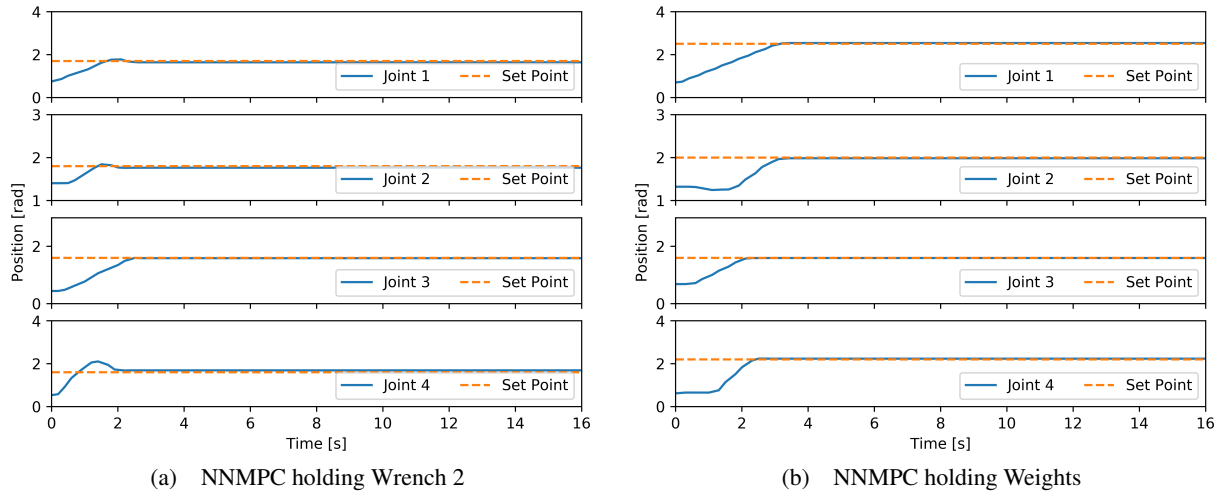 4
2
0
Joint 1
Set Point
3
2
1
Joint 2
Set Point
2
0
Joint 3
Set Point
4
2
0
Joint 4
Set Point
0 2 4 6 8 10 12 14 16
Position [rad]
Time [s]
(a) NNMPC holding Wrench 2
4
2
0
Joint 1
Set Point
3
2
1
Joint 2
Set Point
2
0
Joint 3
Set Point
4
2
0
Joint 4
Set Point
0 2 4 6 8 10 12 14 16
Position [rad]
Time [s]
(b) NNMPC holding Weights